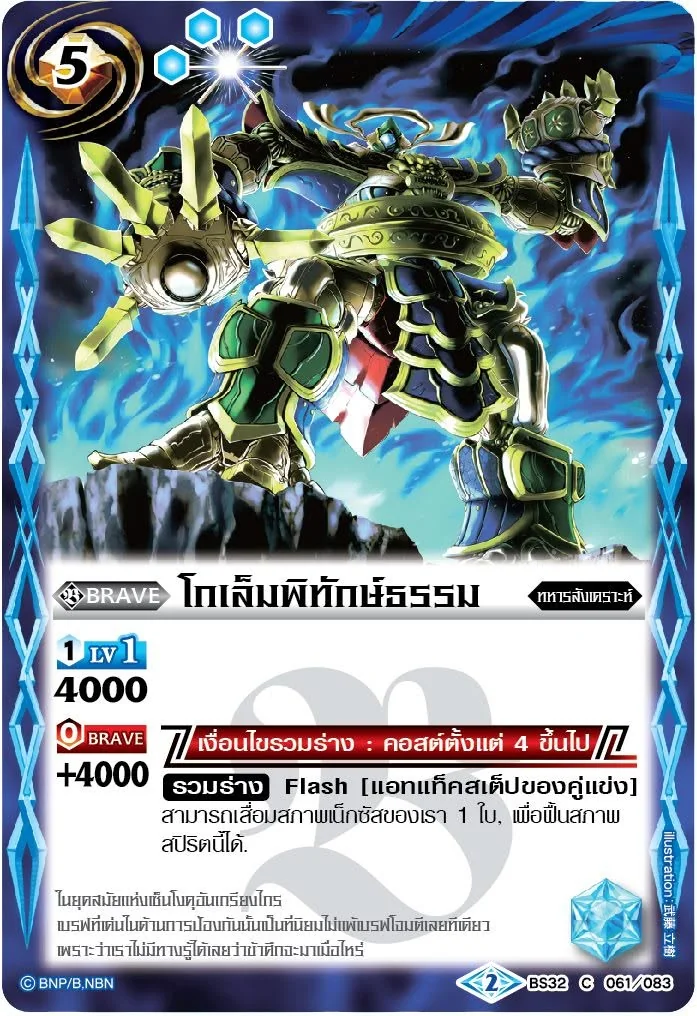 5
BRAVE โกเล็มพิทักษ์ธรรม ทหารสังเคราะห์
1 LV 1
4000
0 BRAVE
+4000
เงื่อนไขรวมร่าง : คอสต์ตั้งแต่ 4 ขึ้นไป
รวมร่าง Flash [แอทแท็คสเต็ปของคู่แข่ง]
สามารถเสื่อมสภาพเน็กซัสของเรา 1 ใบ, เพื่อฟื้นสภาพ
สปิริตนี้ได้.
ในยุคสมัยแห่งเซ็นโงคุอันเกรียงไกร
เบรฟที่เด่นในด้านการป้องกันนั้นเป็นที่นิยมไม่แพ้เบรฟโจมตีเลยทีเดียว
เพราะว่าเราไม่มีทางรู้ได้เลยว่าข้าศึกจะมาเมื่อไหร่
illustration : 武藤 立樹
© BNP/B,NBN
2 BS32 C 061/083